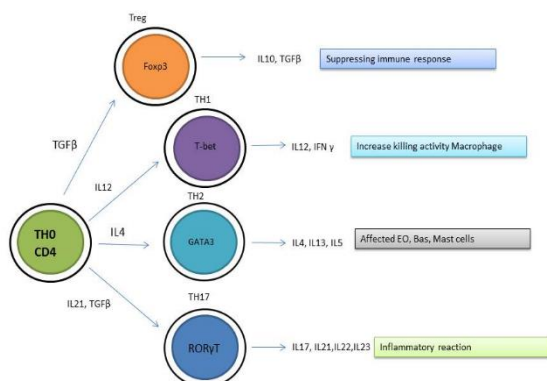 Treg
Foxp3
IL10, TGFβ
Suppressing immune response
TGFβ
TH1
T-bet
IL12, IFN γ
Increase killing activity Macrophage
IL12
TH2
TH0
CD4
IL4
GATA3
IL4, IL13, IL5
Affected EO, Bas, Mast cells
TH17
IL21, TGFβ
RORγT
IL17, IL21,IL22,IL23
Inflammatory reaction